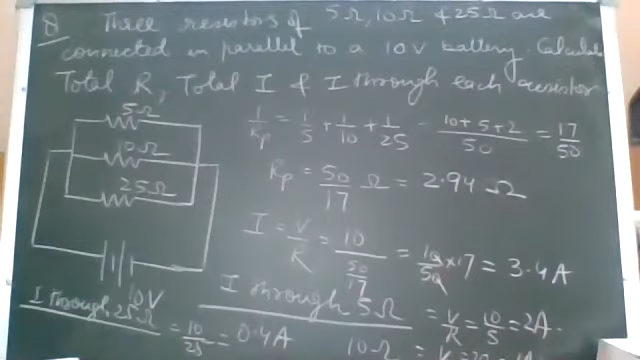 Q Three resistors of 5Ω, 10Ω & 25Ω are
connected in parallel to a 10V battery. Calculate
Total R, Total I & I through each resistor
5Ω
10Ω
25Ω
10V
1/Rp = 1/5 + 1/10 + 1/25 = (10+5+2)/50 = 17/50
Rp = 50/17 Ω = 2.94 Ω
I = V/R = 10/(50/17) = 10/50 × 17 = 3.4A
I through 5Ω = V/R = 10/5 = 2A.
I through 25Ω = 10/25 = 0.4A
10Ω =